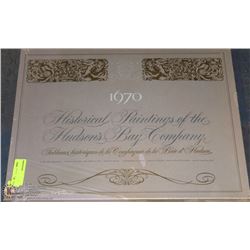 1670
Historical Paintings of the
Hudson's Bay Company
Tableaux historiques de la Compagnie de la Baie d'Hudson